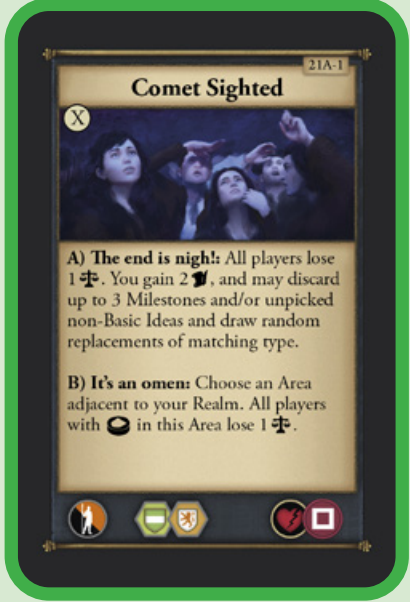 21A-1
Comet Sighted
X
A) The end is nigh!: All players lose
1. You gain 2, and may discard
up to 3 Milestones and/or unpicked
non-Basic Ideas and draw random
replacements of matching type.
B) It's an omen: Choose an Area
adjacent to your Realm. All players
with in this Area lose 1.